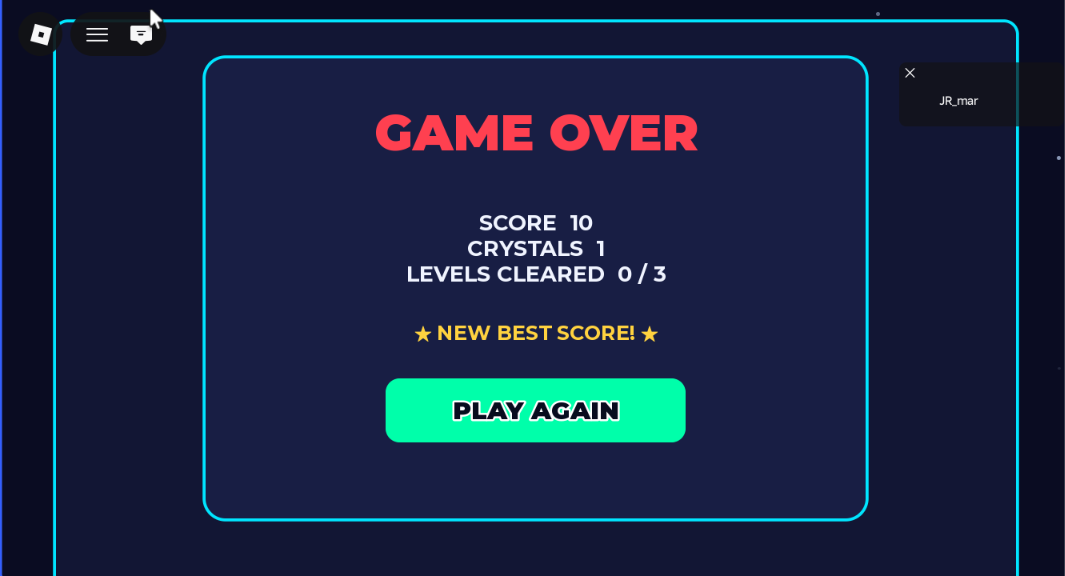 JR_mar
GAME OVER
SCORE 10
CRYSTALS 1
LEVELS CLEARED 0 / 3
★ NEW BEST SCORE! ★
PLAY AGAIN